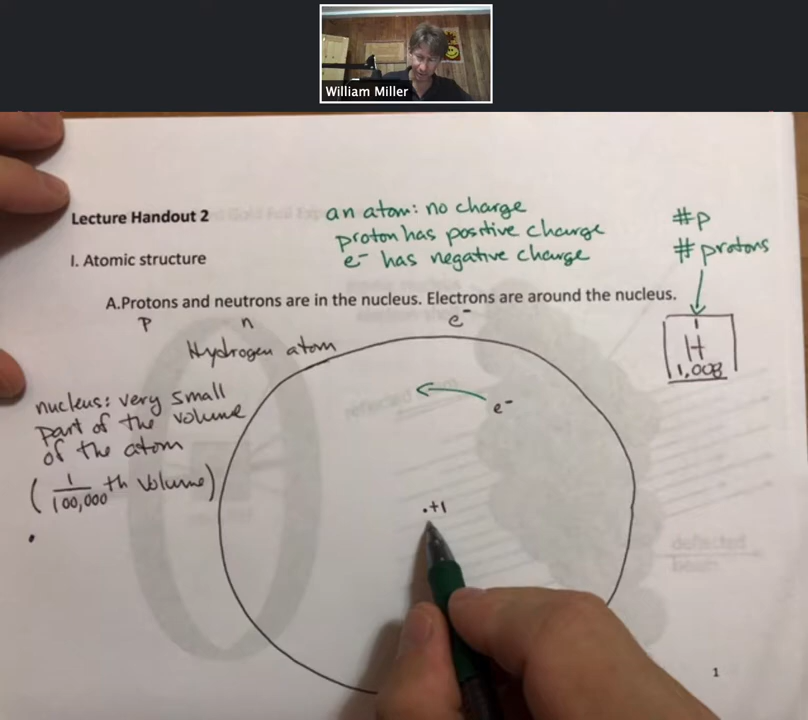 William Miller
Lecture Handout 2
an atom: no charge
proton has positive charge
e⁻ has negative charge
#p
# protons
I. Atomic structure
A.Protons and neutrons are in the nucleus. Electrons are around the nucleus.
p n e⁻
1
H
1,008
Hydrogen atom
nucleus: very small
part of the volume
of the atom
(1/100,000 th volume)
e⁻
.+1
deflected
1